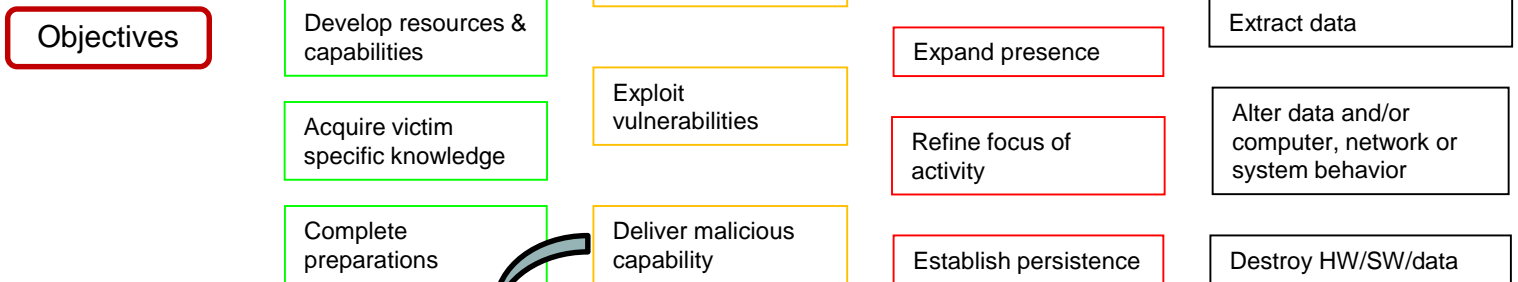 Objectives
Develop resources &
capabilities
Acquire victim
specific knowledge
Complete
preparations
Exploit
vulnerabilities
Deliver malicious
capability
Expand presence
Refine focus of
activity
Establish persistence
Extract data
Alter data and/or
computer, network or
system behavior
Destroy HW/SW/data